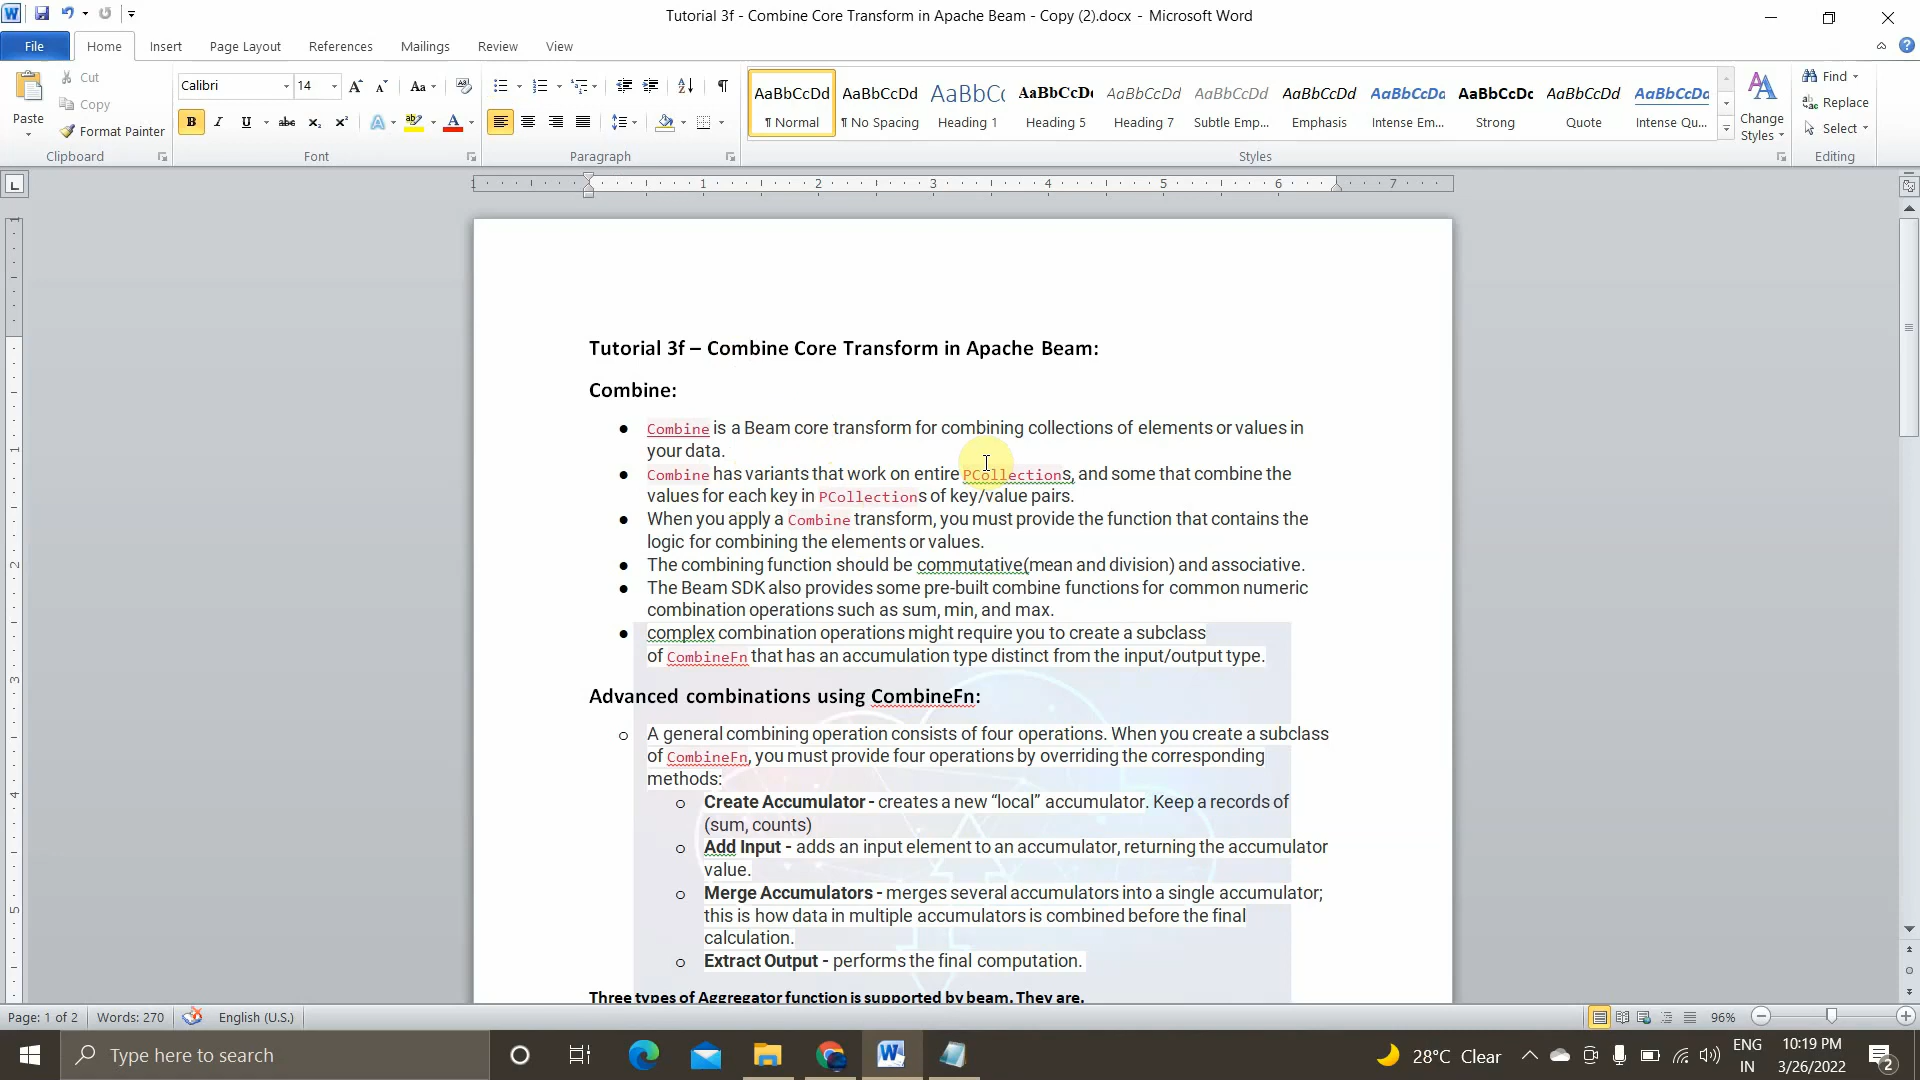 Tutorial 3f - Combine Core Transform in Apache Beam - Copy (2).docx - Microsoft Word
File Home Insert Page Layout References Mailings Review View
Paste
Cut
Copy
Format Painter
Clipboard
Calibri 14
Font
Paragraph
AaBbCcDd AaBbCcDd AaBbCc AaBbCcDc AaBbCcDd AaBbCcDd AaBbCcDd AaBbCcDd AaBbCcDc AaBbCcDd AaBbCcDd
¶ Normal ¶ No Spacing Heading 1 Heading 5 Heading 7 Subtle Emp... Emphasis Intense Em... Strong Quote Intense Qu...
Change Styles
Styles
Find
Replace
Select
Editing
1 1 2 3 4 5 6 7
Tutorial 3f – Combine Core Transform in Apache Beam:
Combine:
● Combine is a Beam core transform for combining collections of elements or values in
your data.
● Combine has variants that work on entire PCollections, and some that combine the
values for each key in PCollections of key/value pairs.
● When you apply a Combine transform, you must provide the function that contains the
logic for combining the elements or values.
● The combining function should be commutative(mean and division) and associative.
● The Beam SDK also provides some pre-built combine functions for common numeric
combination operations such as sum, min, and max.
● complex combination operations might require you to create a subclass
of CombineFn that has an accumulation type distinct from the input/output type.
Advanced combinations using CombineFn:
o A general combining operation consists of four operations. When you create a subclass
of CombineFn, you must provide four operations by overriding the corresponding
methods:
o Create Accumulator - creates a new “local” accumulator. Keep a records of
(sum, counts)
o Add Input - adds an input element to an accumulator, returning the accumulator
value.
o Merge Accumulators - merges several accumulators into a single accumulator;
this is how data in multiple accumulators is combined before the final
calculation.
o Extract Output - performs the final computation.
Three types of Aggregator function is supported by beam. They are.
Page: 1 of 2 Words: 270 English (U.S.) 96%
Type here to search
28°C Clear
ENG
IN
10:19 PM
3/26/2022
2